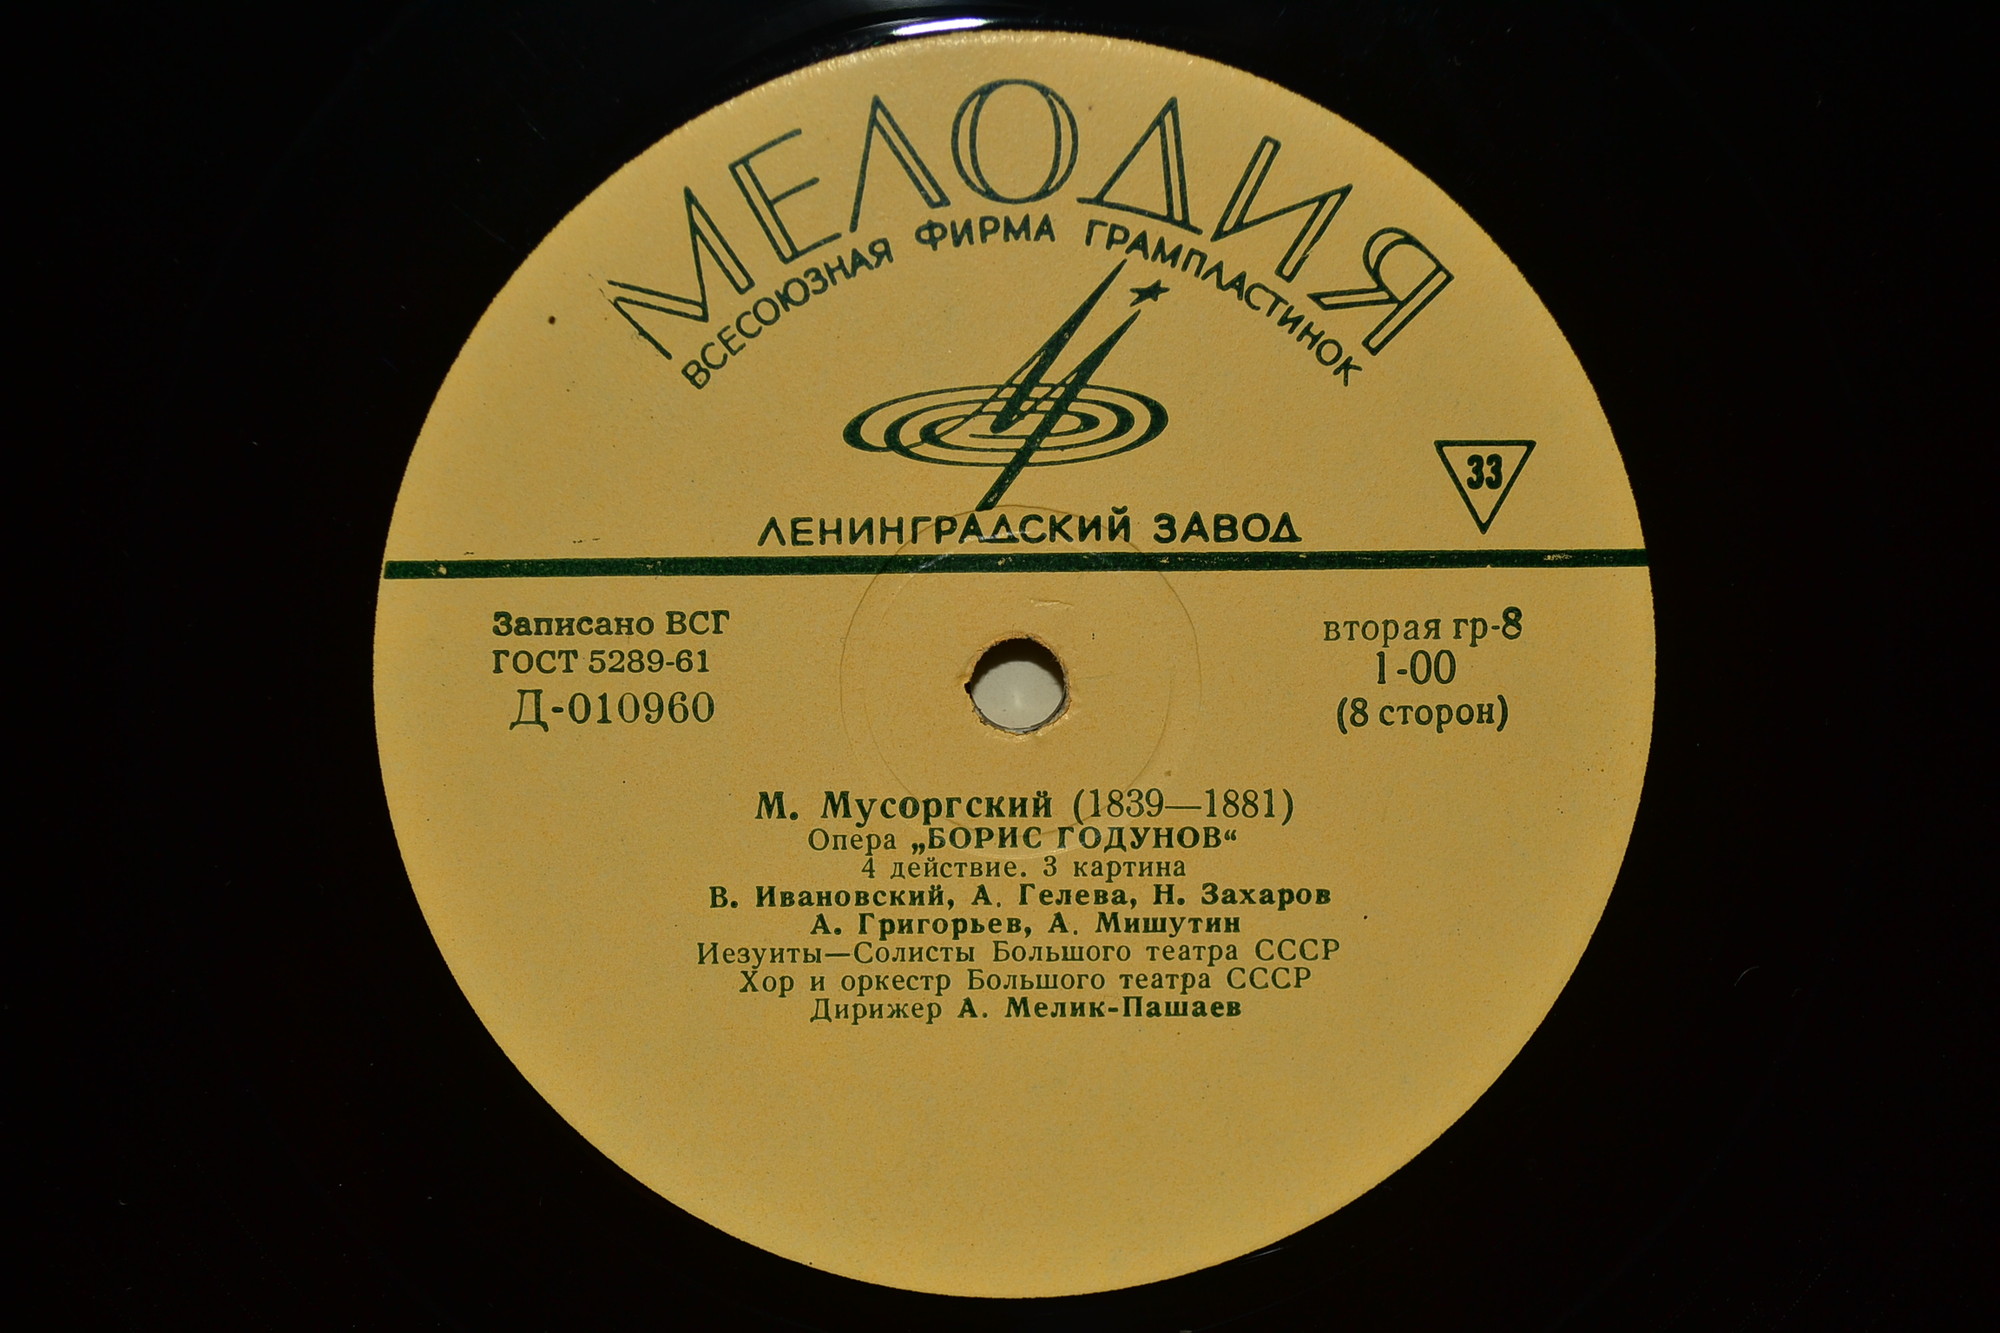 МЕЛОДИЯ
ВСЕСОЮЗНАЯ ФИРМА ГРАМПЛАСТИНОК
33
ЛЕНИНГРАДСКИЙ ЗАВОД
Записано ВСГ
ГОСТ 5289-61
Д-010960
вторая гр-8
1-00
(8 сторон)
М. Мусоргский (1839—1881)
Опера „БОРИС ГОДУНОВ“
4 действие. 3 картина
В. Ивановский, А. Гелева, Н. Захаров
А. Григорьев, А. Мишутин
Иезуиты—Солисты Большого театра СССР
Хор и оркестр Большого театра СССР
Дирижер А. Мелик-Пашаев